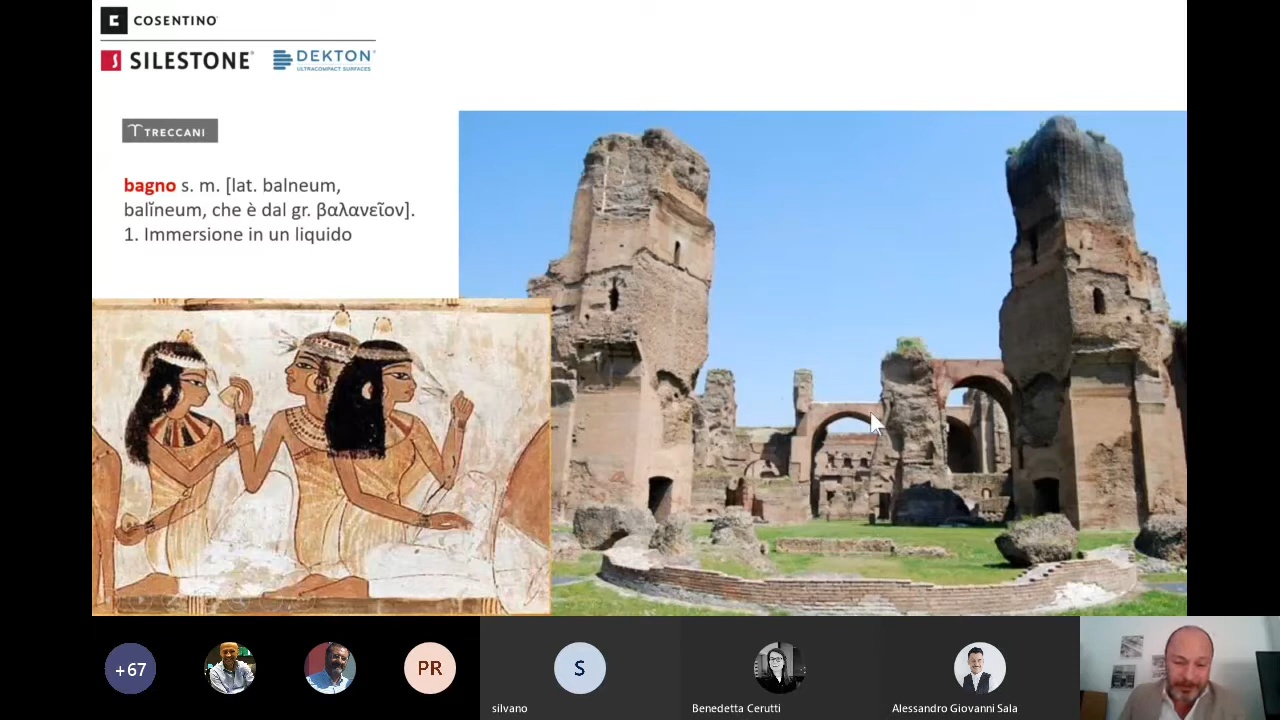 COSENTINO
SILESTONE
DEKTON
ULTRACOMPACT SURFACES
TRECCANI
bagno s. m. [lat. balneum,
balĭneum, che è dal gr. βαλανεῖον].
1. Immersione in un liquido
+67
PR
S
silvano
Benedetta Cerutti
Alessandro Giovanni Sala